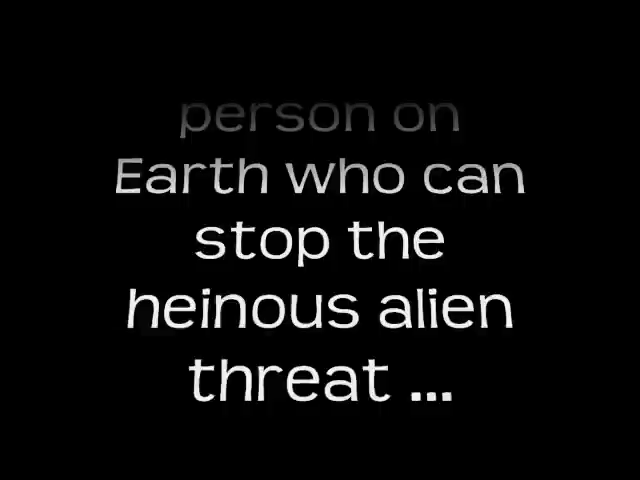 person on
Earth who can
stop the
heinous alien
threat ...